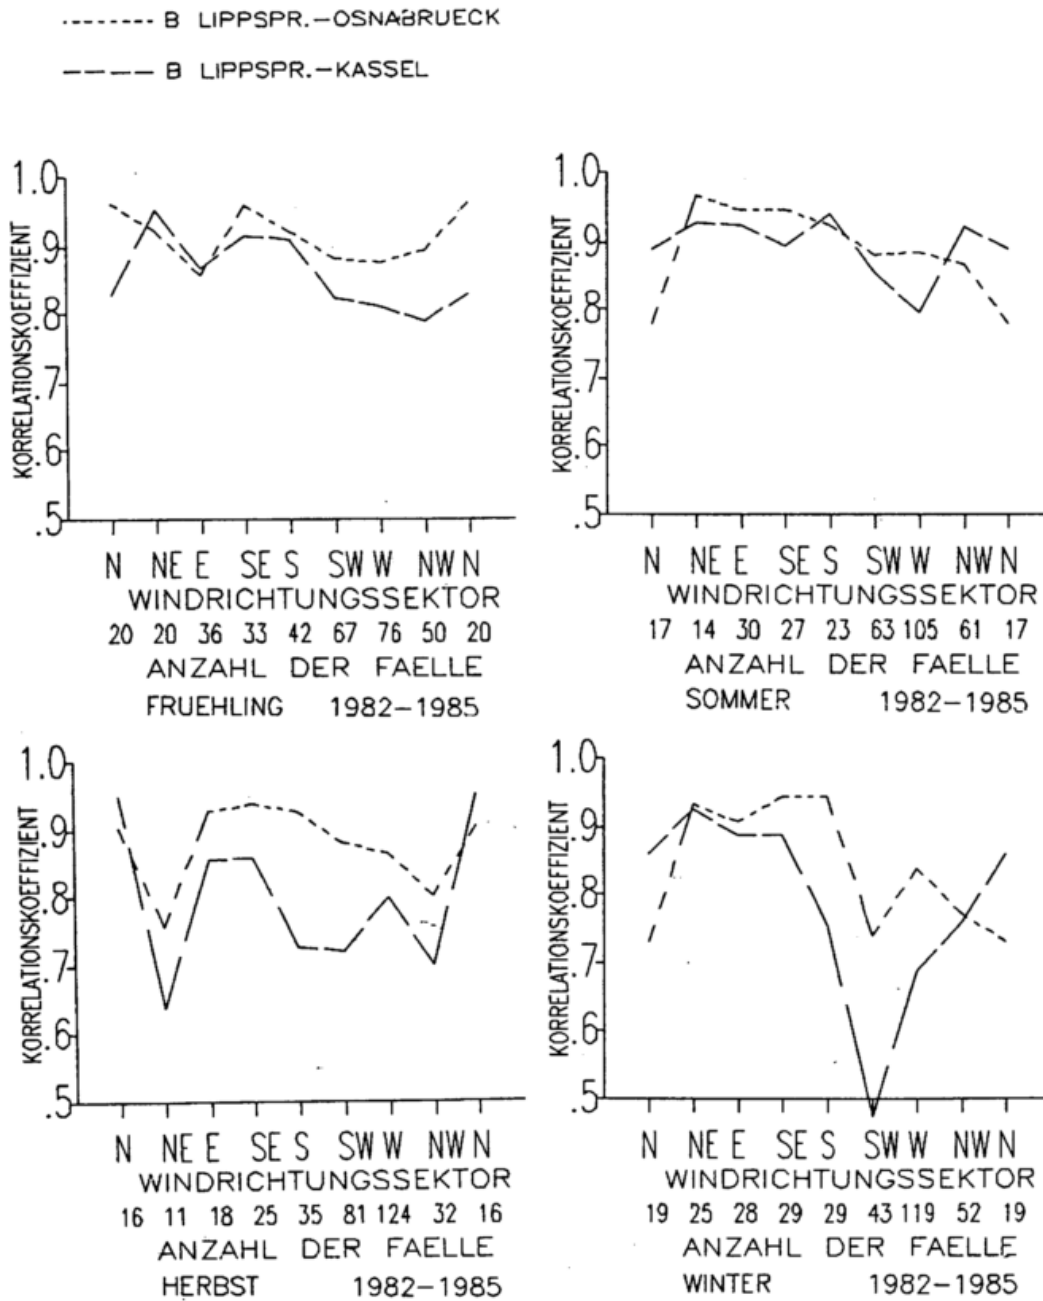 B LIPPSPR.-OSNABRUECK
B LIPPSPR.-KASSEL
KORRELATIONSKOEFFIZIENT
1.0
.9
.8
.7
.6
.5
N NE E SE S SW W NW N
WINDRICHTUNGSSEKTOR
20 20 36 33 42 67 76 50 20
ANZAHL DER FAELLE
FRUEHLING 1982-1985
KORRELATIONSKOEFFIZIENT
1.0
.9
.8
.7
.6
.5
N NE E SE S SW W NW N
WINDRICHTUNGSSEKTOR
17 14 30 27 23 63 105 61 17
ANZAHL DER FAELLE
SOMMER 1982-1985
KORRELATIONSKOEFFIZIENT
1.0
.9
.8
.7
.6
.5
N NE E SE S SW W NW N
WINDRICHTUNGSSEKTOR
16 11 18 25 35 81 124 32 16
ANZAHL DER FAELLE
HERBST 1982-1985
KORRELATIONSKOEFFIZIENT
1.0
.9
.8
.7
.6
.5
N NE E SE S SW W NW N
WINDRICHTUNGSSEKTOR
19 25 28 29 29 43 119 52 19
ANZAHL DER FAELLE
WINTER 1982-1985